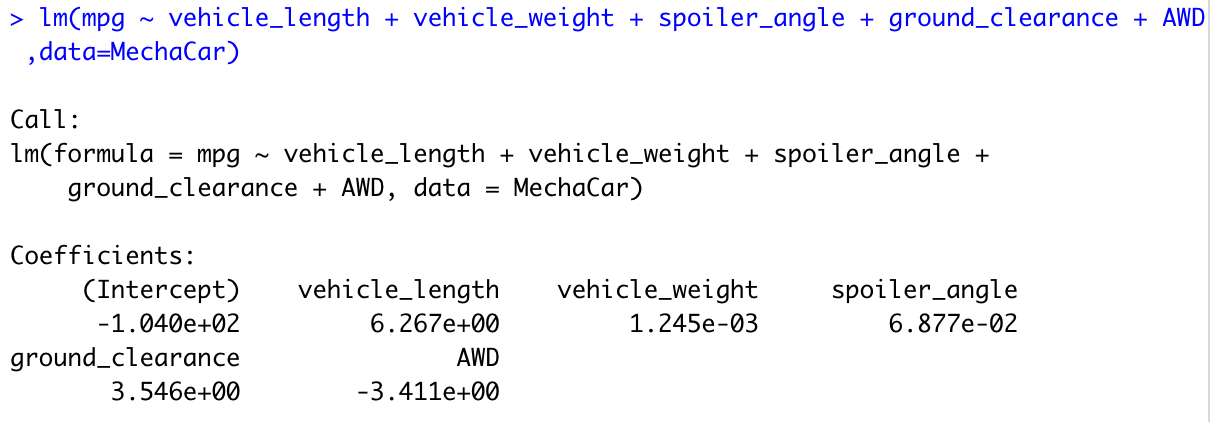 > lm(mpg ~ vehicle_length + vehicle_weight + spoiler_angle + ground_clearance + AWD
,data=MechaCar)
Call:
lm(formula = mpg ~ vehicle_length + vehicle_weight + spoiler_angle +
ground_clearance + AWD, data = MechaCar)
Coefficients:
(Intercept) vehicle_length vehicle_weight spoiler_angle
-1.040e+02 6.267e+00 1.245e-03 6.877e-02
ground_clearance AWD
3.546e+00 -3.411e+00